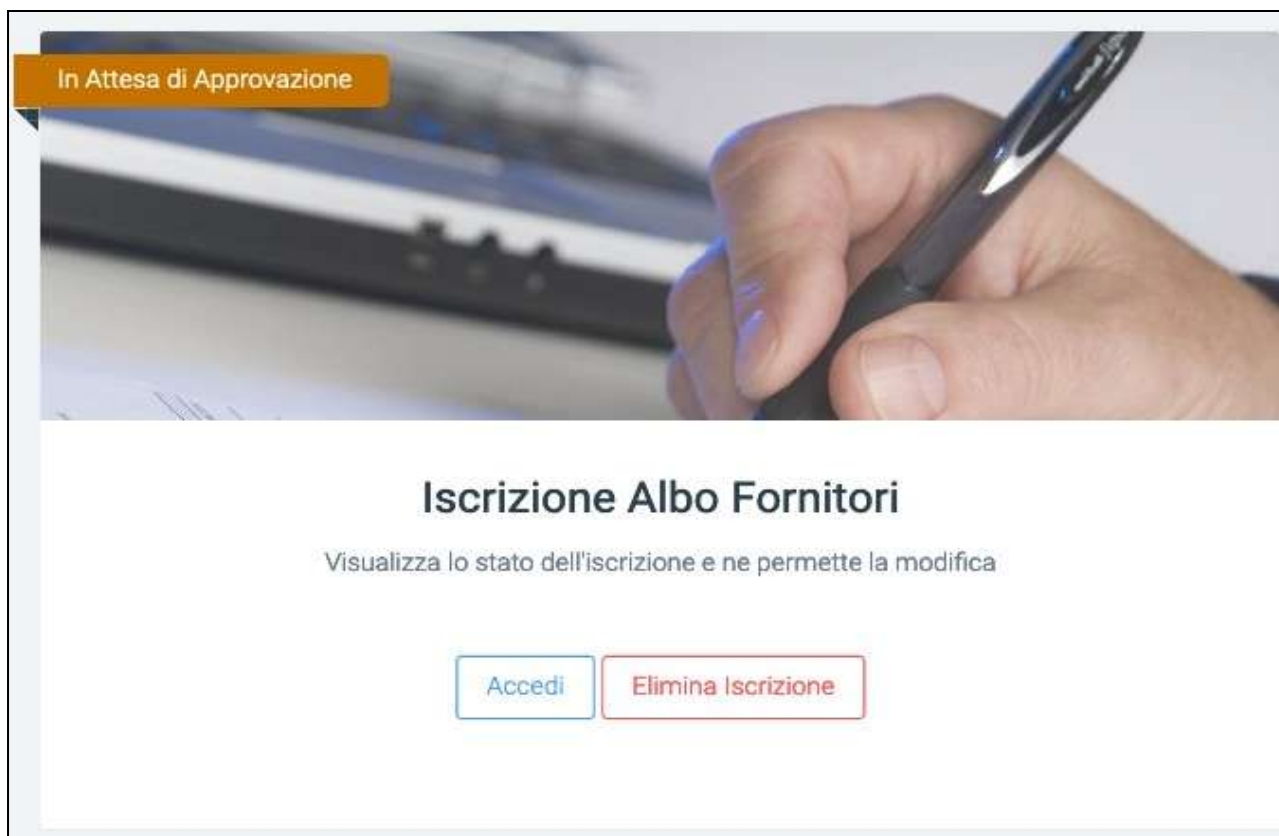 In Attesa di Approvazione
Iscrizione Albo Fornitori
Visualizza lo stato dell'iscrizione e ne permette la modifica
Accedi
Elimina Iscrizione